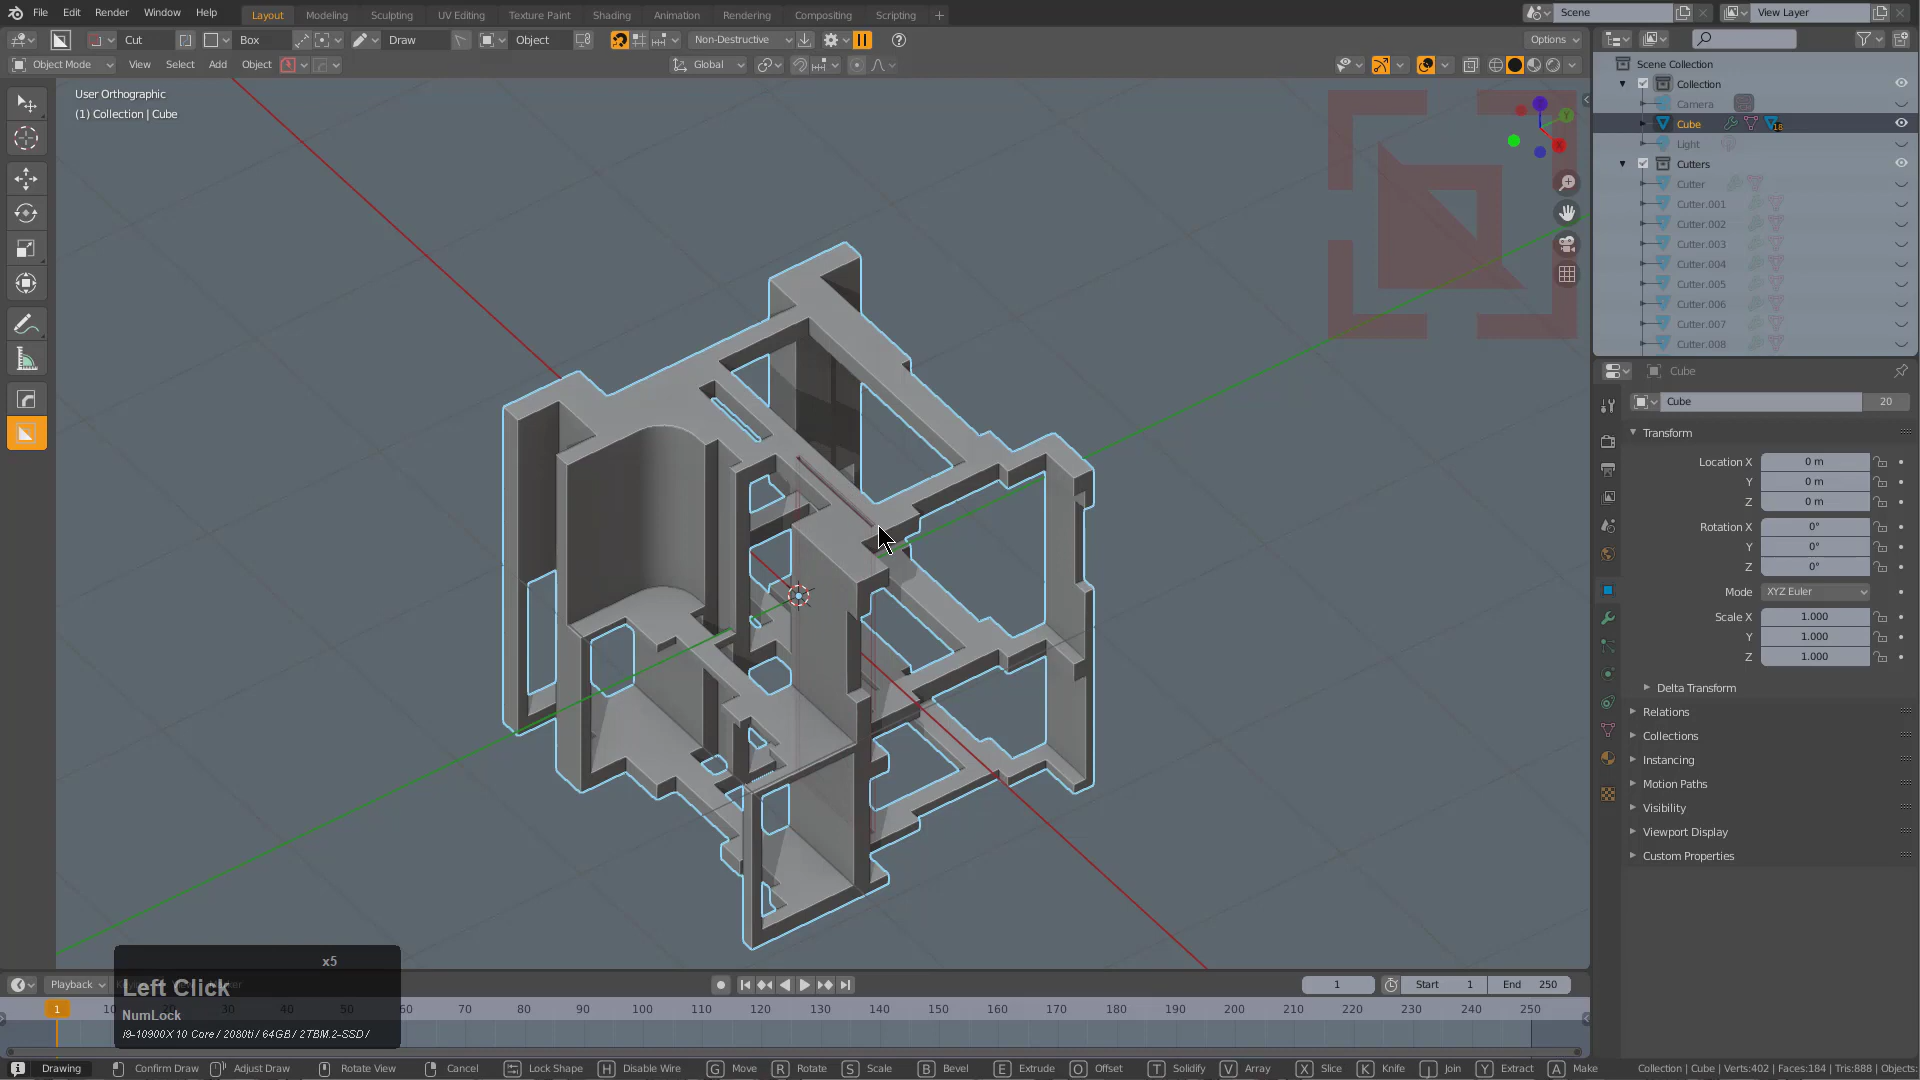 File Edit Render Window Help Layout Modeling Sculpting UV Editing Texture Paint Shading Animation Rendering Compositing Scripting + Scene View Layer
Cut Box Draw Object Non-Destructive Options
Object Mode View Select Add Object Global
User Orthographic
(1) Collection | Cube
Scene Collection
Collection
Camera
Cube 18
Light
Cutters
Cutter
Cutter.001
Cutter.002
Cutter.003
Cutter.004
Cutter.005
Cutter.006
Cutter.007
Cutter.008
Cube
Cube 20
Transform
Location X 0 m
Y 0 m
Z 0 m
Rotation X 0°
Y 0°
Z 0°
Mode XYZ Euler
Scale X 1.000
Y 1.000
Z 1.000
Delta Transform
Relations
Collections
Instancing
Motion Paths
Visibility
Viewport Display
Custom Properties
x5
Left Click
NumLock
i9-10900X 10 Core / 2080ti / 64GB / 2TBM.2-SSD /
Playback 1 Start 1 End 250
1 10 40 50 60 70 80 90 100 110 120 130 140 150 160 170 180 190 200 210 220 230 240 250
Drawing Confirm Draw Adjust Draw Rotate View Cancel Lock Shape H Disable Wire G Move R Rotate S Scale B Bevel E Extrude O Offset T Solidify V Array X Slice K Knife J Join Y Extract A Make Collection | Cube | Verts:402 | Faces:184 | Tris:888 | Objects: